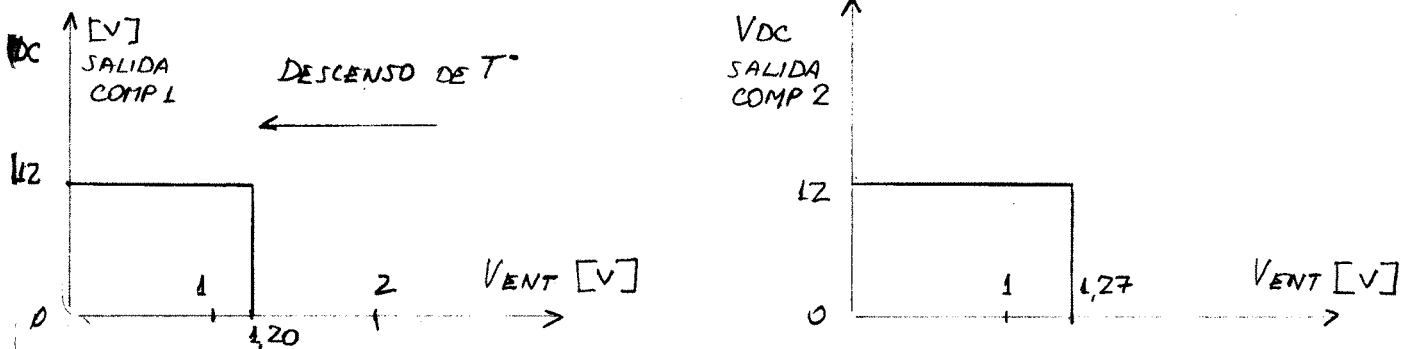 VDC [V]
SALIDA
COMP 1
DESCENSO DE T°
12
0
1
1,20
2
VENT [V]
VDC
SALIDA
COMP 2
12
0
1
1,27
VENT [V]